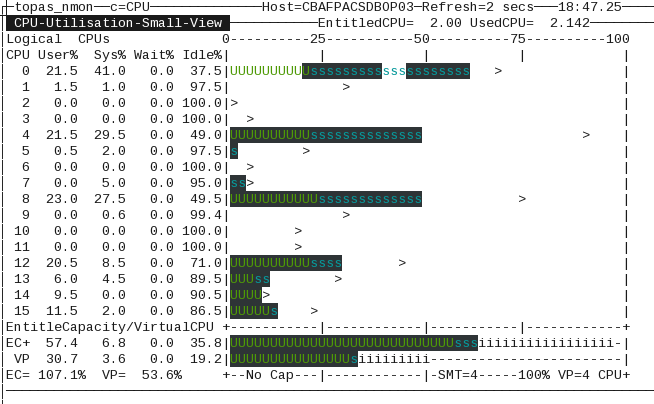 topas_nmon──c=CPU──────────────Host=CBAFPACSDBOP03─Refresh=2 secs───18:47.25
CPU-Utilisation-Small-View ───────────EntitledCPU=  2.00 UsedCPU=  2.142
Logical  CPUs              0----------25-----------50----------75----------100
CPU User%  Sys% Wait% Idle%|           |            |           |            |
0  21.5  41.0   0.0  37.5|UUUUUUUUUUssssssssssssssssssss   >               |
1   1.5   1.0   0.0  97.5|              >                                  |
2   0.0   0.0   0.0 100.0|>                                                |
3   0.0   0.0   0.0 100.0|  >                                              |
4  21.5  29.5   0.0  49.0|UUUUUUUUUUssssssssssssss                    >    |
5   0.5   2.0   0.0  97.5|s        >                                       |
6   0.0   0.0   0.0 100.0|  >                                              |
7   0.0   5.0   0.0  95.0|ss>                                              |
8  23.0  27.5   0.0  49.5|UUUUUUUUUUUsssssssssssss            >            |
9   0.0   0.6   0.0  99.4|              >                                  |
10   0.0   0.0   0.0 100.0|        >                                        |
11   0.0   0.0   0.0 100.0|        >                                        |
12  20.5   8.5   0.0  71.0|UUUUUUUUUUssss       >                           |
13   6.0   4.5   0.0  89.5|UUUss        >                                   |
14   9.5   0.0   0.0  90.5|UUUU>                                            |
15  11.5   2.0   0.0  86.5|UUUUUs    >                                      |
EntitleCapacity/VirtualCPU +-----------|------------|-----------|------------+
EC+  57.4   6.8   0.0  35.8|UUUUUUUUUUUUUUUUUUUUUUUUUUUUsssiiiiiiiiiiiiiiiii-|
VP  30.7   3.6   0.0  19.2|UUUUUUUUUUUUUUUsiiiiiiiii-----------|------------|
EC= 107.1%  VP=  53.6%     +--No Cap---|------------|-SMT=4-----100% VP=4 CPU+